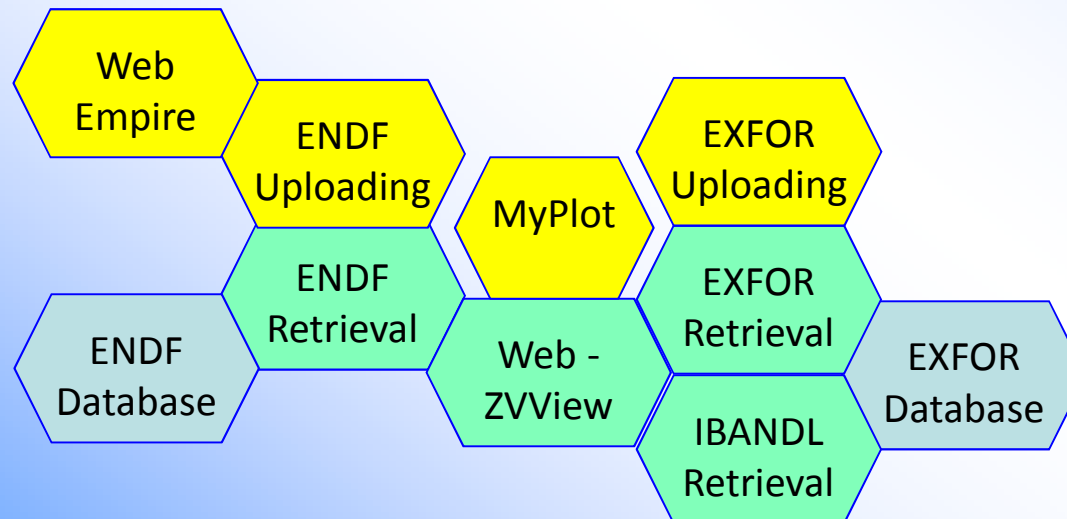 Web
Empire
ENDF
Uploading
MyPlot
EXFOR
Uploading
ENDF
Retrieval
EXFOR
Retrieval
ENDF
Database
Web -
ZVView
EXFOR
Database
IBANDL
Retrieval